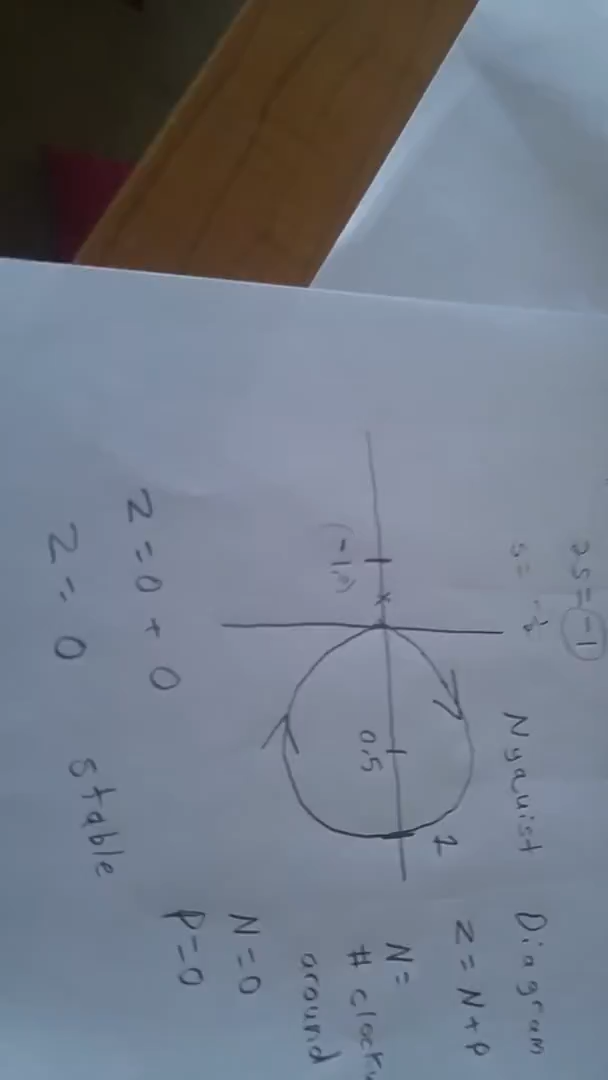 2s = -1
s = -½ Nyquist Diagram
Z = N + P
1
N =
# clock
0.5
(-1,0)
around
N = 0
P = 0
Z = 0 + 0
Z = 0 stable